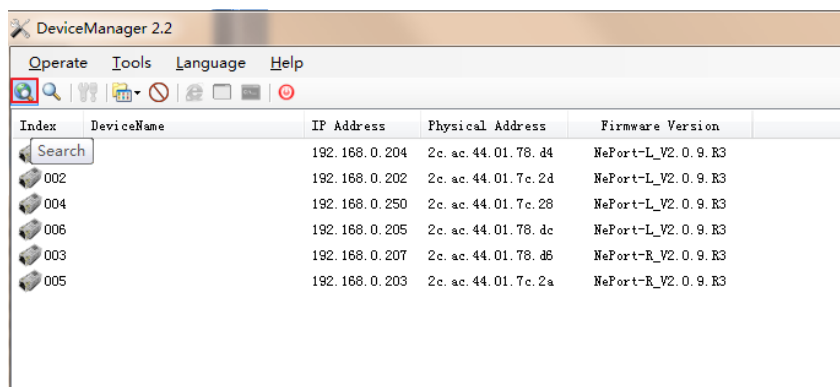 DeviceManager 2.2
Operate Tools Language Help
Index DeviceName IP Address Physical Address Firmware Version
Search 192.168.0.204 2c.ac.44.01.78.d4 NePort-L_V2.0.9.R3
002 192.168.0.202 2c.ac.44.01.7c.2d NePort-L_V2.0.9.R3
004 192.168.0.250 2c.ac.44.01.7c.28 NePort-L_V2.0.9.R3
006 192.168.0.205 2c.ac.44.01.78.dc NePort-L_V2.0.9.R3
003 192.168.0.207 2c.ac.44.01.78.d6 NePort-R_V2.0.9.R3
005 192.168.0.203 2c.ac.44.01.7c.2a NePort-R_V2.0.9.R3